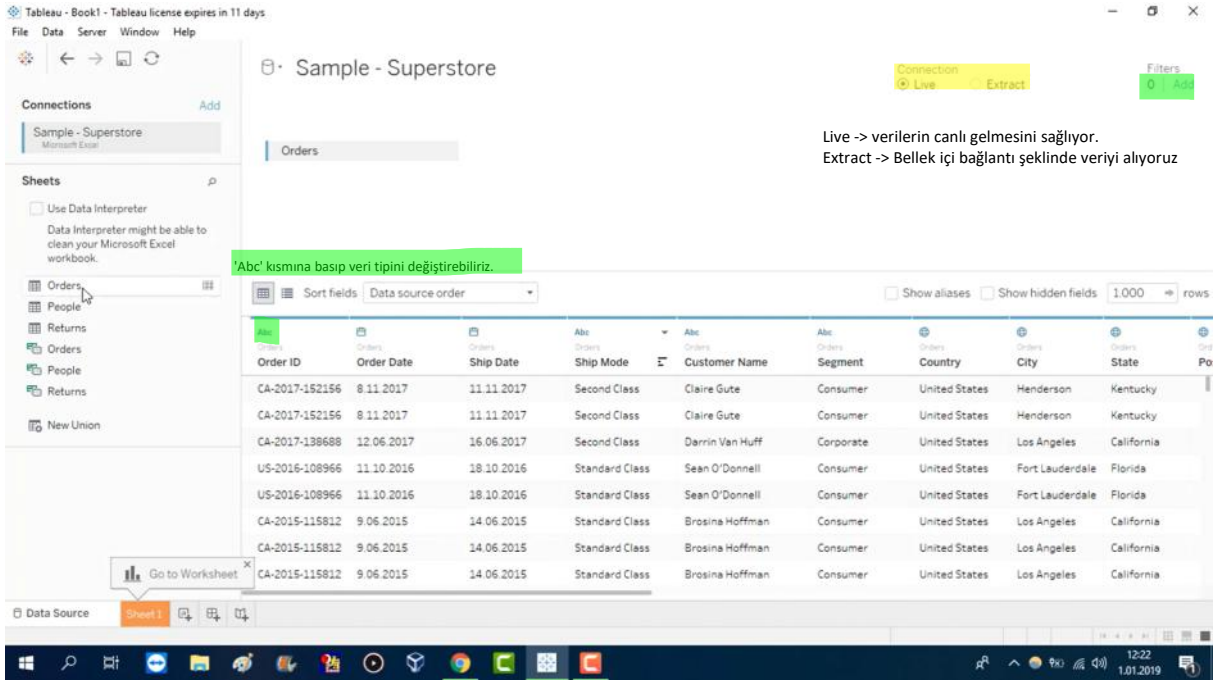 Tableau - Book1 - Tableau license expires in 11 days
File Data Server Window Help
Connections Add
Sample - Superstore
Microsoft Excel
Sheets
Use Data Interpreter
Data Interpreter might be able to
clean your Microsoft Excel
workbook.
Orders
People
Returns
Orders
People
Returns
New Union
Sample - Superstore
Connection
Live Extract
Filters
0 Add
Orders
Live -> verilerin canlı gelmesini sağlıyor.
Extract -> Bellek içi bağlantı şeklinde veriyi alıyoruz
'Abc' kısmına basıp veri tipini değiştirebiliriz.
Sort fields Data source order Show aliases Show hidden fields 1.000 rows
Abc Abc Abc Abc
Orders Orders Orders Orders Orders Orders Orders Orders Orders
Order ID Order Date Ship Date Ship Mode Customer Name Segment Country City State
CA-2017-152156 8.11.2017 11.11.2017 Second Class Claire Gute Consumer United States Henderson Kentucky
CA-2017-152156 8.11.2017 11.11.2017 Second Class Claire Gute Consumer United States Henderson Kentucky
CA-2017-138688 12.06.2017 16.06.2017 Second Class Darrin Van Huff Corporate United States Los Angeles California
US-2016-108966 11.10.2016 18.10.2016 Standard Class Sean O'Donnell Consumer United States Fort Lauderdale Florida
US-2016-108966 11.10.2016 18.10.2016 Standard Class Sean O'Donnell Consumer United States Fort Lauderdale Florida
CA-2015-115812 9.06.2015 14.06.2015 Standard Class Brosina Hoffman Consumer United States Los Angeles California
CA-2015-115812 9.06.2015 14.06.2015 Standard Class Brosina Hoffman Consumer United States Los Angeles California
CA-2015-115812 9.06.2015 14.06.2015 Standard Class Brosina Hoffman Consumer United States Los Angeles California
Go to Worksheet
Data Source Sheet 1
12:22
1.01.2019